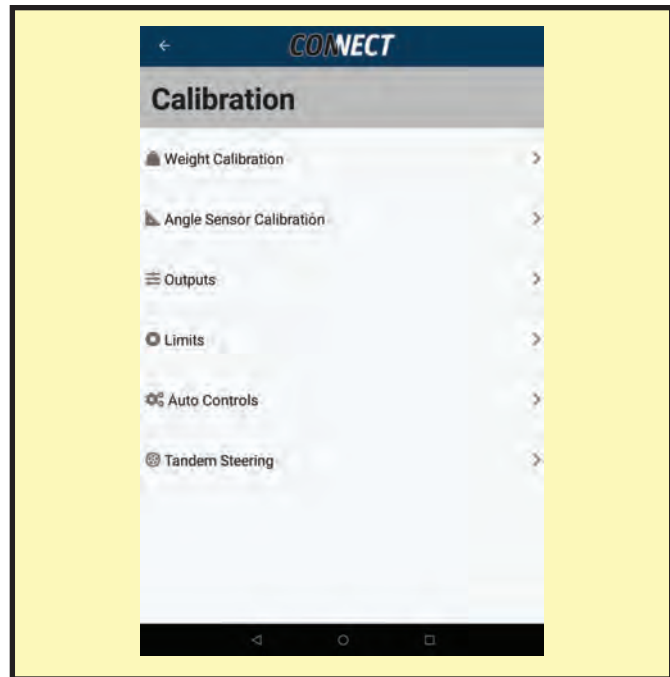 CONNECT
Calibration
Weight Calibration
Angle Sensor Calibration
Outputs
Limits
Auto Controls
Tandem Steering